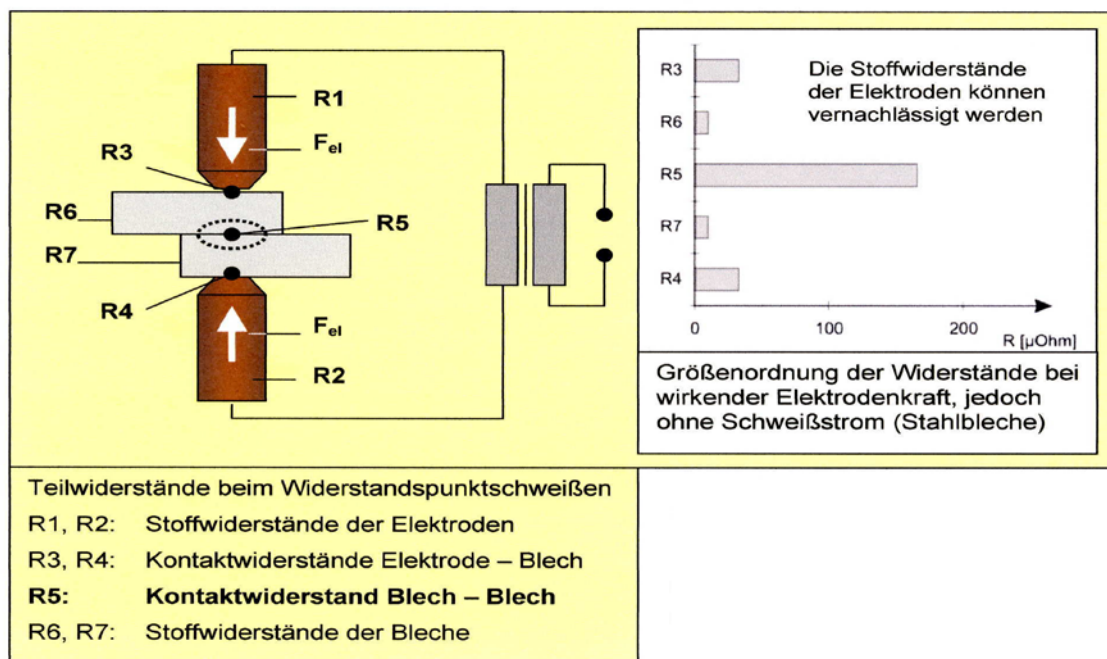 R1
F el
R3
R6
R5
R7
R4
F el
R2
R3
Die Stoffwiderstände
der Elektroden können
vernachlässigt werden
R6
R5
R7
R4
0 100 200
R [µOhm]
Größenordnung der Widerstände bei
wirkender Elektrodenkraft, jedoch
ohne Schweißstrom (Stahlbleche)
Teilwiderstände beim Widerstandspunktschweißen
R1, R2: Stoffwiderstände der Elektroden
R3, R4: Kontaktwiderstände Elektrode – Blech
R5: Kontaktwiderstand Blech – Blech
R6, R7: Stoffwiderstände der Bleche